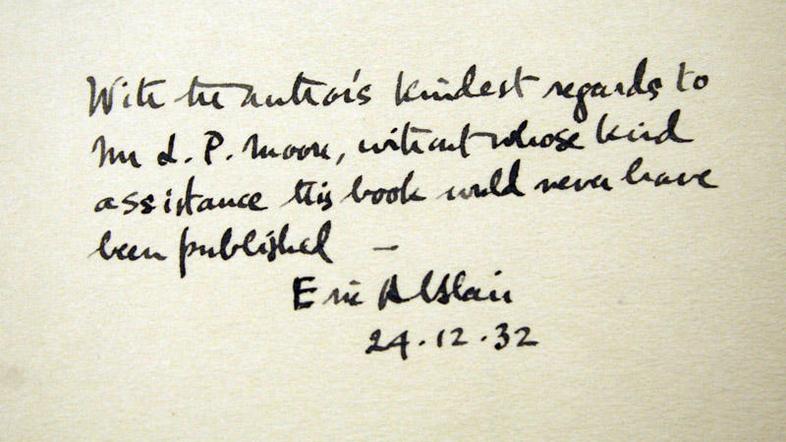 With the author's kindest regards to
Mr L. P. Moore, without whose kind
assistance this book would never have
been published —
Eric A Blair
24.12.32